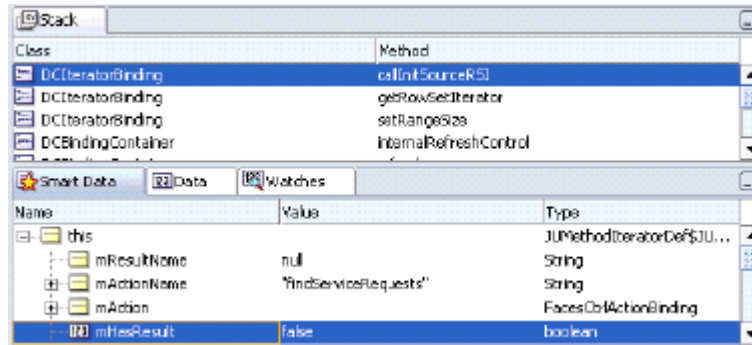 Stack
Class Method
DCIteratorBinding callInitSourceRSI
DCIteratorBinding getRowSetIterator
DCIteratorBinding setRangeSize
DCBindingContainer internalRefreshControl
Smart Data Data Watches
Name Value Type
this JUMethodIteratorDef$JU...
mResultName null String
mActionName "findServiceRequests" String
mAction FacesCtrlActionBinding
mHasResult false boolean